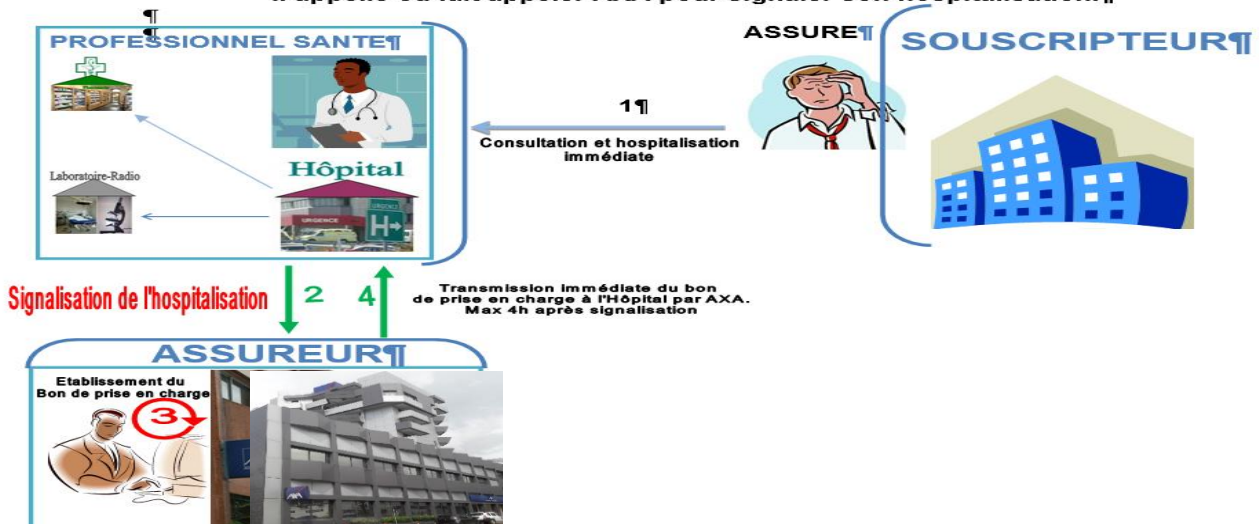 ¶
¶
PROFESSIONNEL SANTE¶
ASSURE¶
SOUSCRIPTEUR¶
1¶
Consultation et hospitalisation
immédiate
Hôpital
Laboratoire-Radio
URGENCE
URGENCE
H
Signalisation de l'hospitalisation
2
4
Transmission immédiate du bon
de prise en charge à l'Hôpital par AXA.
Max 4h après signalisation
ASSUREUR¶
Etablissement du
Bon de prise en charge
3
AXA